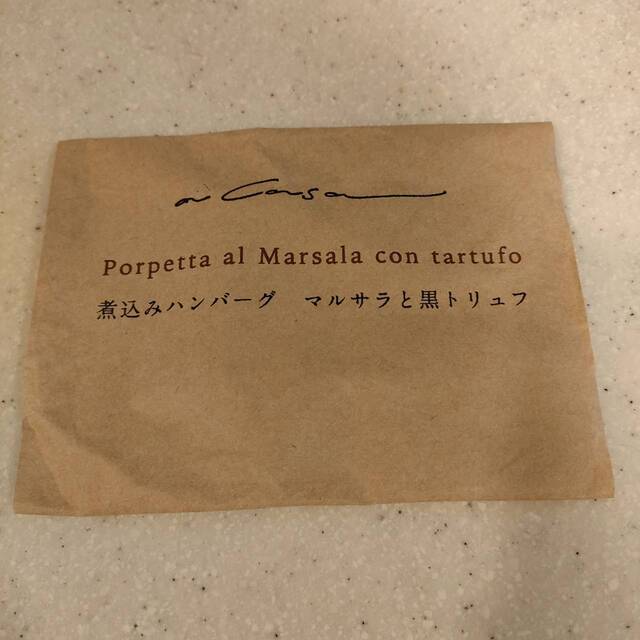 Porpetta al Marsala con tartufo
煮込みハンバーグ　マルサラと黒トリュフ